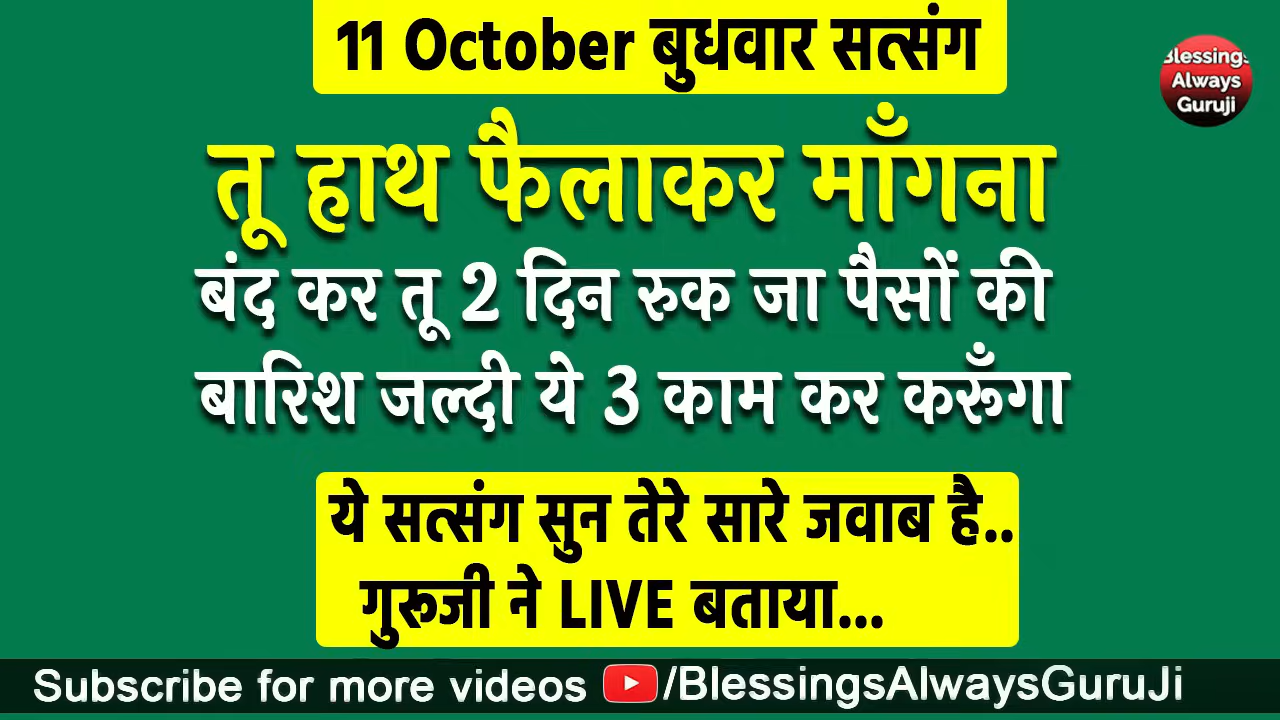 11 October बुधवार सत्संग
Blessings
Always
Guruji
तू हाथ फैलाकर माँगना
बंद कर तू 2 दिन रुक जा पैसों की
बारिश जल्दी ये 3 काम कर करूँगा
ये सत्संग सुन तेरे सारे जवाब है..
गुरूजी ने LIVE बताया...
Subscribe for more videos /BlessingsAlwaysGuruJi